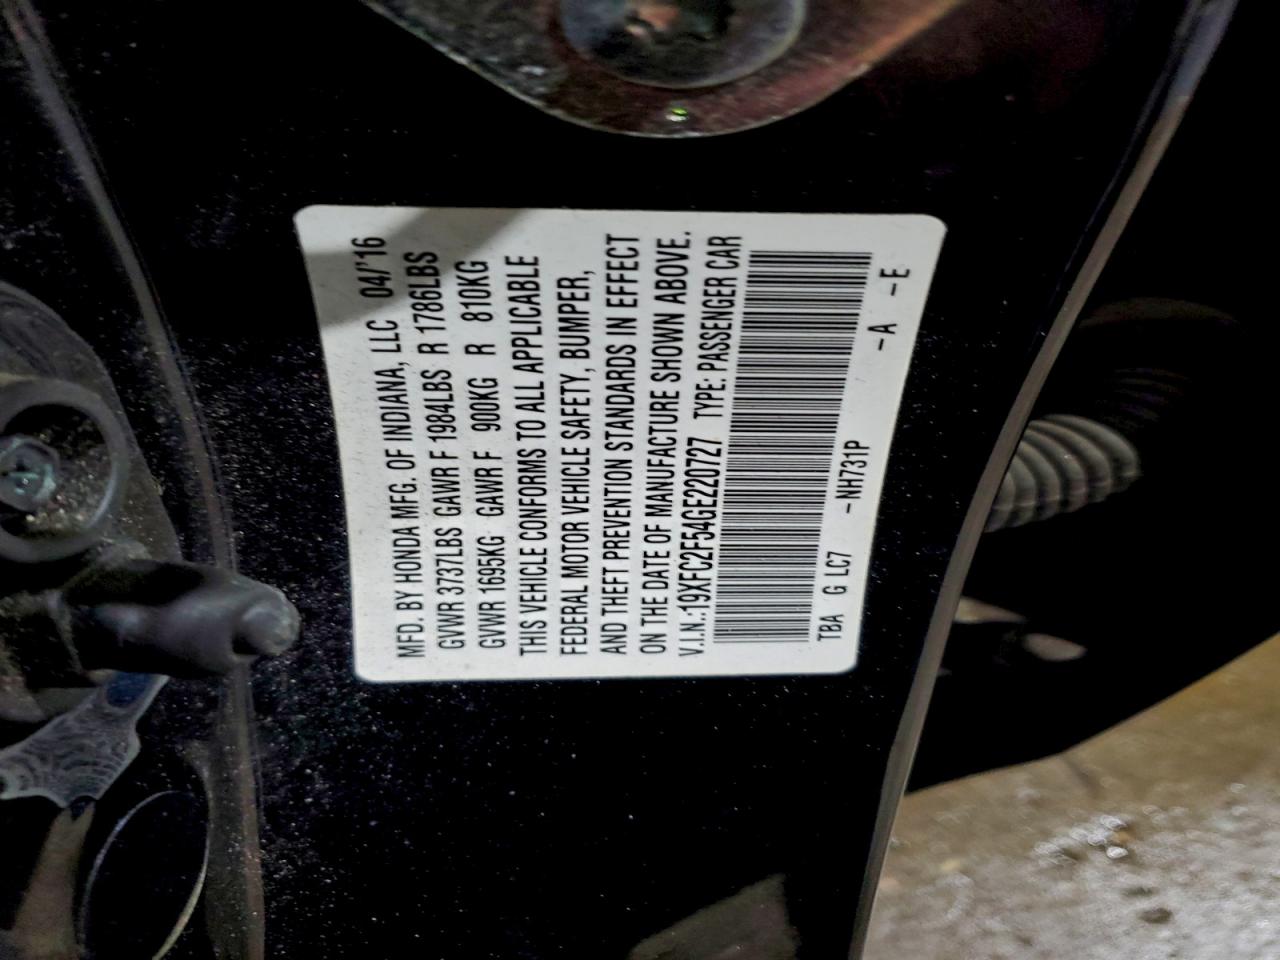 MFD. BY HONDA MFG. OF INDIANA, LLC 04/'16
GVWR 3737LBS GAWR F 1984LBS R 1786LBS
GVWR 1695KG GAWR F 900KG R 810KG
THIS VEHICLE CONFORMS TO ALL APPLICABLE
FEDERAL MOTOR VEHICLE SAFETY, BUMPER,
AND THEFT PREVENTION STANDARDS IN EFFECT
ON THE DATE OF MANUFACTURE SHOWN ABOVE.
V.I.N.:19XFC2F54GE220727 TYPE: PASSENGER CAR
TBA G LC7 -NH731P -A -E